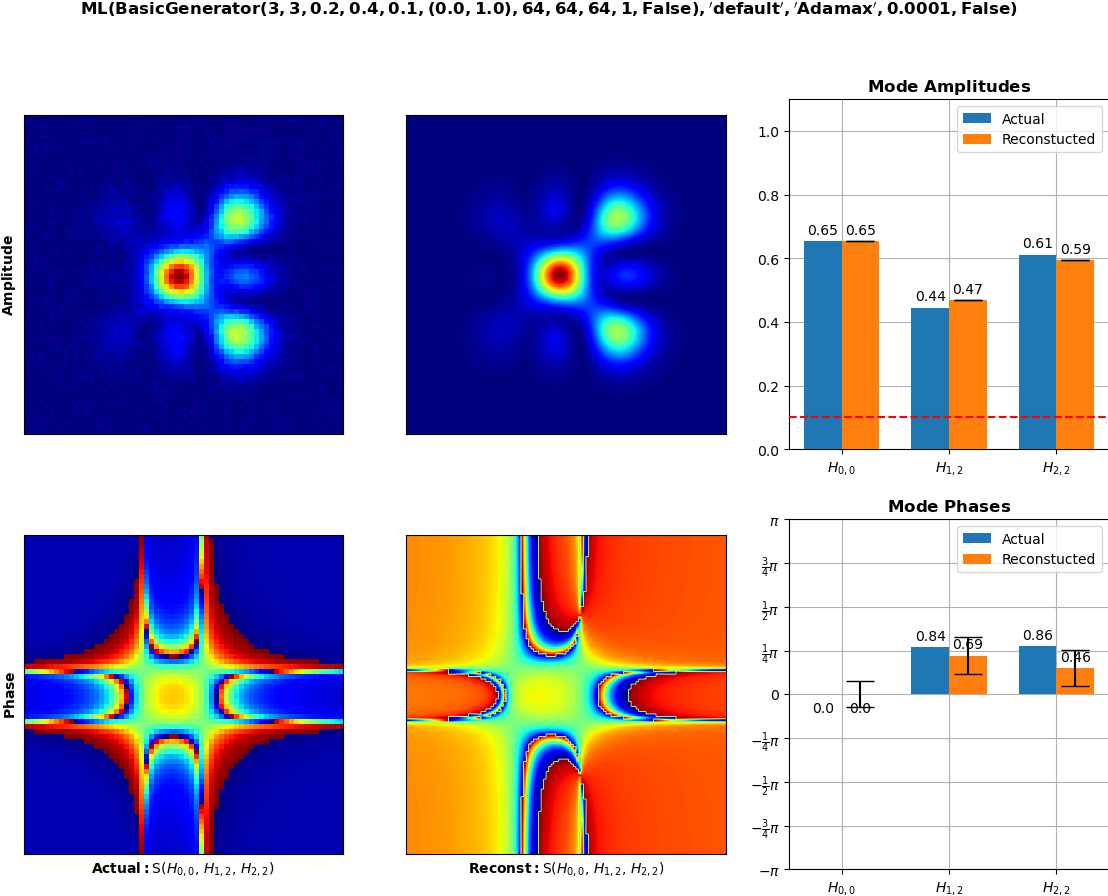 ML(BasicGenerator(3, 3, 0.2, 0.4, 0.1, (0.0, 1.0), 64, 64, 64, 1, False), 'default', 'Adamax', 0.0001, False)
Mode Amplitudes
Actual
Reconstucted
1.0
0.8
0.6
0.4
0.2
0.0
0.65 0.65
0.44 0.47
0.61 0.59
H0,0 H1,2 H2,2
Amplitude
Mode Phases
Actual
Reconstucted
π
3/4π
1/2π
1/4π
0
−1/4π
−1/2π
−3/4π
−π
0.0 0.0
0.84 0.69
0.86 0.46
H0,0 H1,2 H2,2
Phase
Actual: S(H0,0, H1,2, H2,2)
Reconst: S(H0,0, H1,2, H2,2)